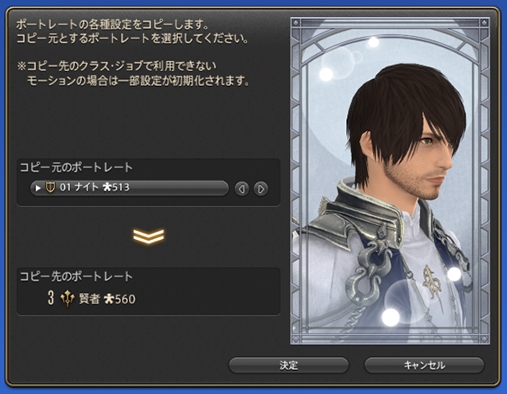 ポートレートの各種設定をコピーします。
コピー元とするポートレートを選択してください。
※コピー先のクラス・ジョブで利用できない
モーションの場合は一部設定が初期化されます。
コピー元のポートレート
01 ナイト 513
コピー先のポートレート
3 賢者 560
決定
キャンセル